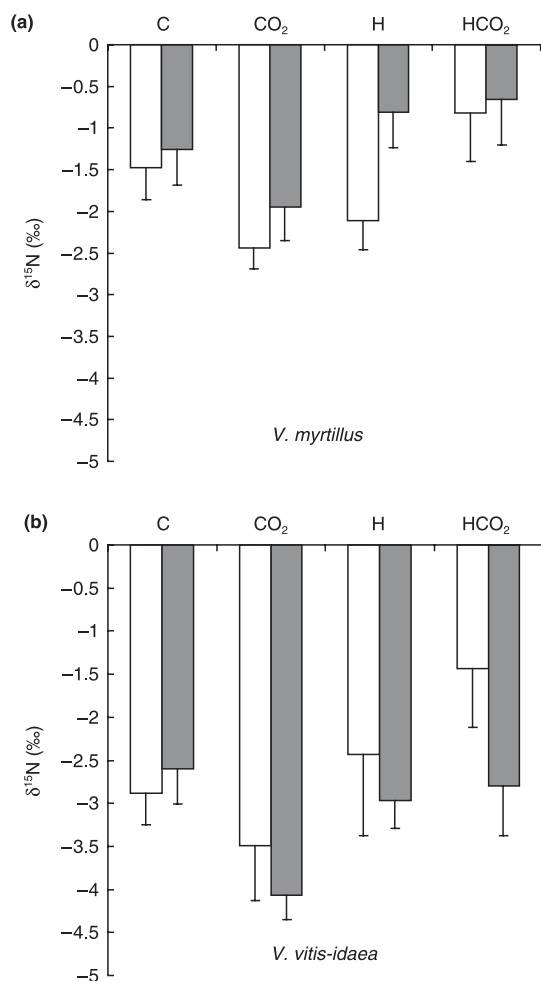 (a)
C CO₂ H HCO₂
0
−0.5
−1
−1.5
−2
−2.5
−3
−3.5
−4
−4.5
−5
δ¹⁵N (‰)
V. myrtillus
(b)
C CO₂ H HCO₂
0
−0.5
−1
−1.5
−2
−2.5
−3
−3.5
−4
−4.5
−5
δ¹⁵N (‰)
V. vitis-idaea